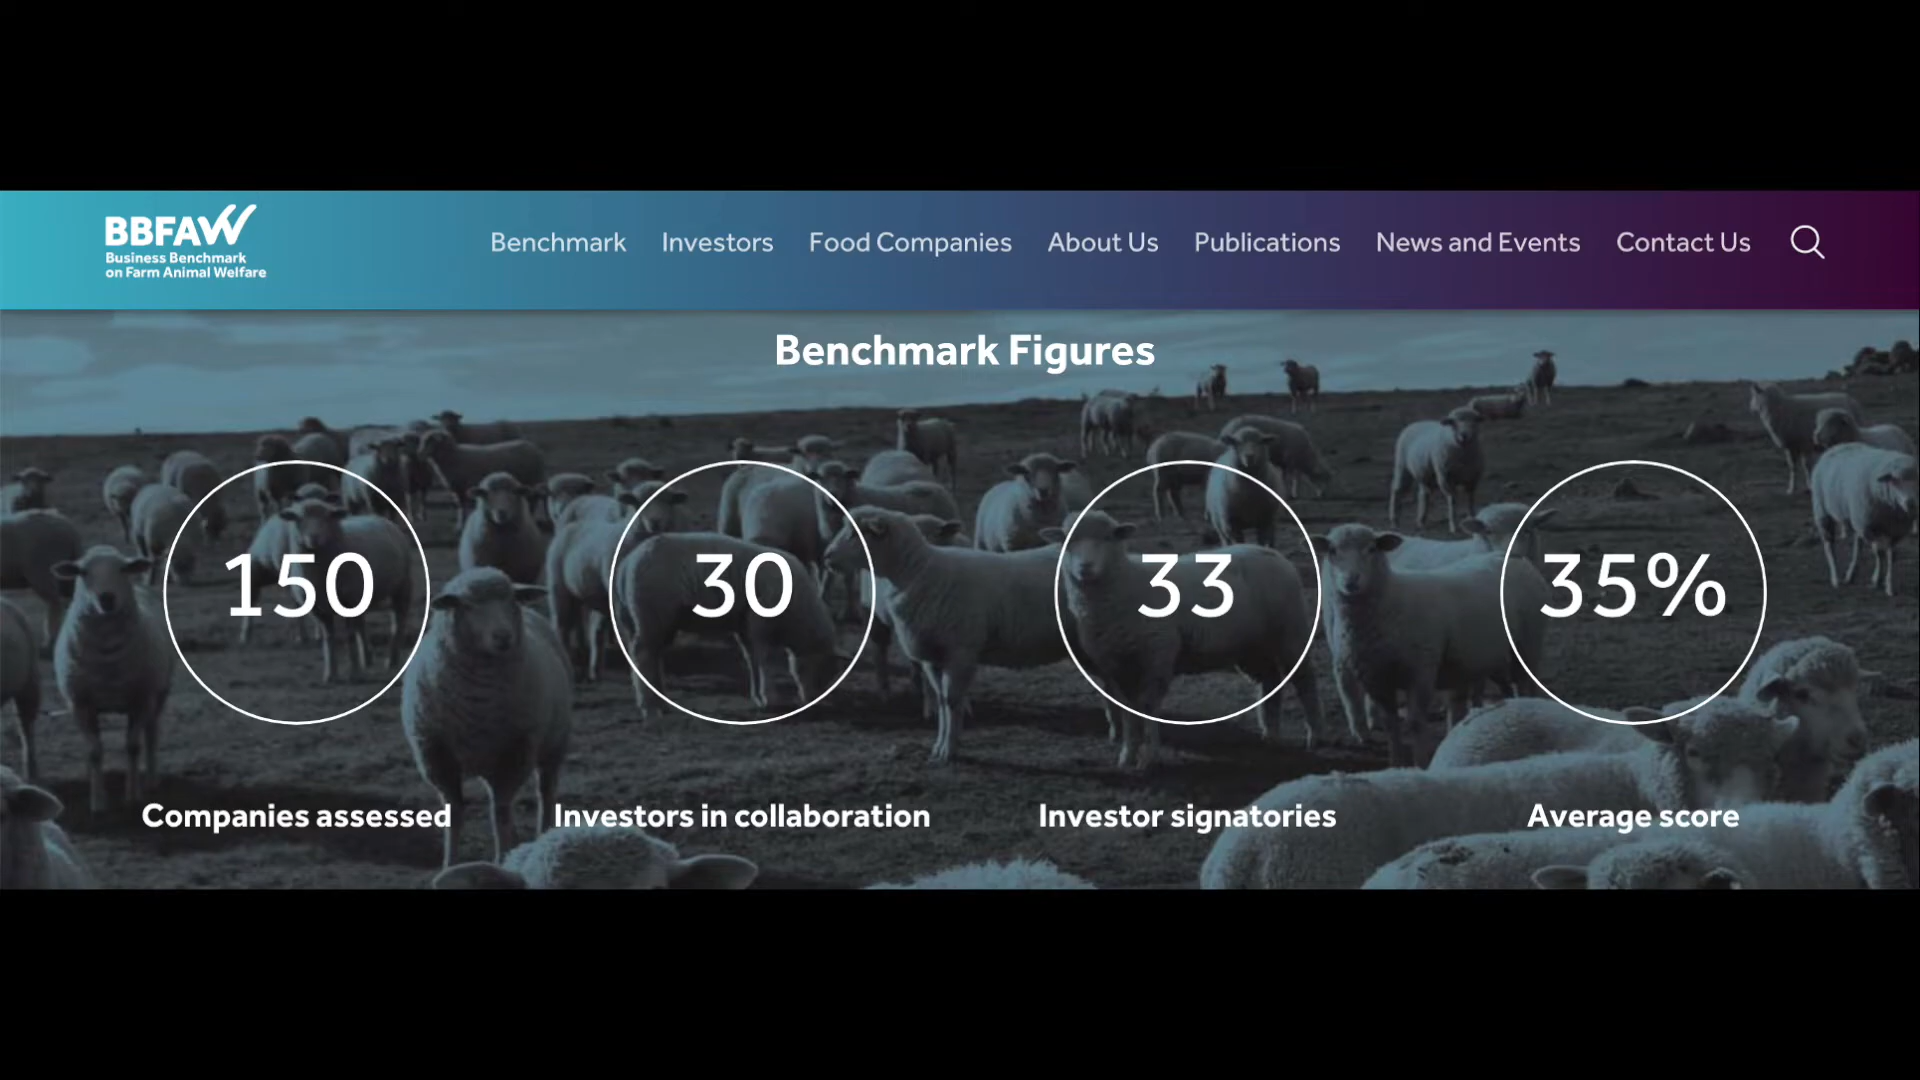 BBFAW
Business Benchmark
on Farm Animal Welfare
Benchmark Investors Food Companies About Us Publications News and Events Contact Us
Benchmark Figures
150 30 33 35%
Companies assessed Investors in collaboration Investor signatories Average score